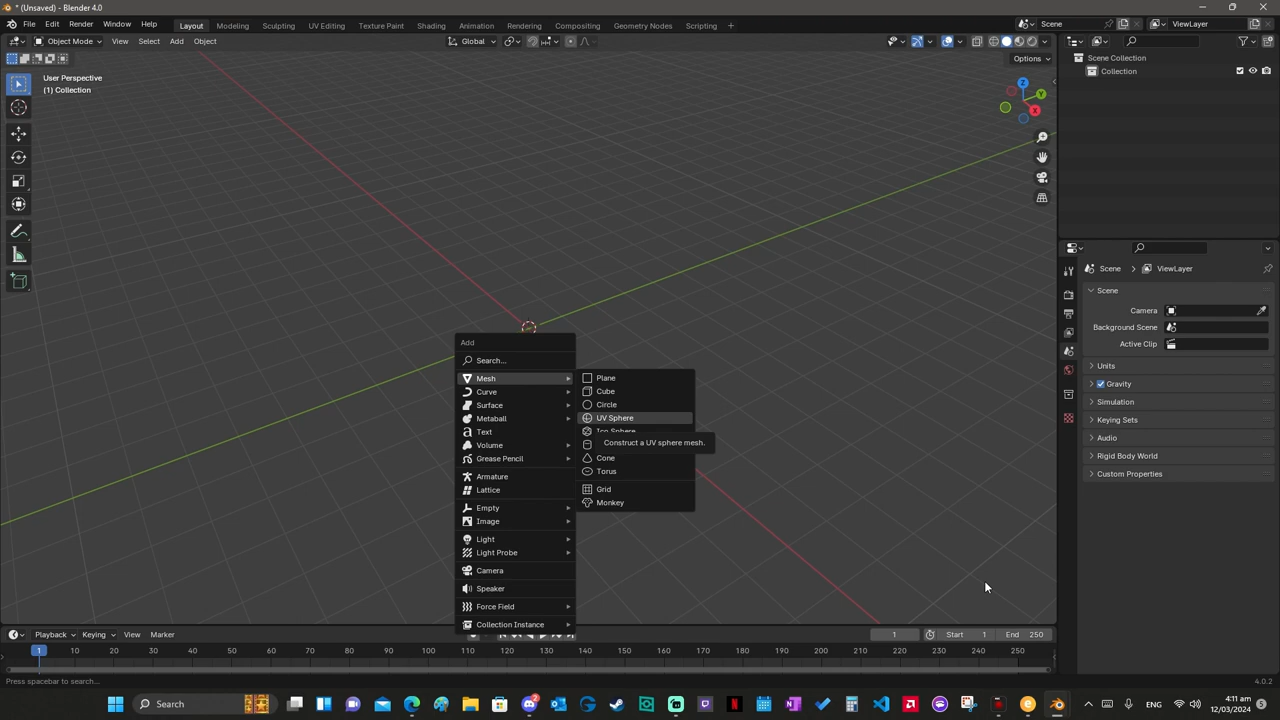 * (Unsaved) - Blender 4.0
File Edit Render Window Help
Layout Modeling Sculpting UV Editing Texture Paint Shading Animation Rendering Compositing Geometry Nodes Scripting +
Scene
ViewLayer
Object Mode View Select Add Object
Global
Options
User Perspective
(1) Collection
Z
Y
X
Scene Collection
Collection
Scene > ViewLayer
Scene
Camera
Background Scene
Active Clip
Units
Gravity
Simulation
Keying Sets
Audio
Rigid Body World
Custom Properties
Add
Search...
Mesh
Curve
Surface
Metaball
Text
Volume
Grease Pencil
Armature
Lattice
Empty
Image
Light
Light Probe
Camera
Speaker
Force Field
Collection Instance
Plane
Cube
Circle
UV Sphere
Ico Sphere
Construct a UV sphere mesh.
Cone
Torus
Grid
Monkey
Playback Keying View Marker
1 Start 1 End 250
1 10 20 30 40 50 60 70 80 90 100 110 120 130 140 150 160 170 180 190 200 210 220 230 240 250
Press spacebar to search...
4.0.2
Search
2
ENG
4:11 am
12/03/2024